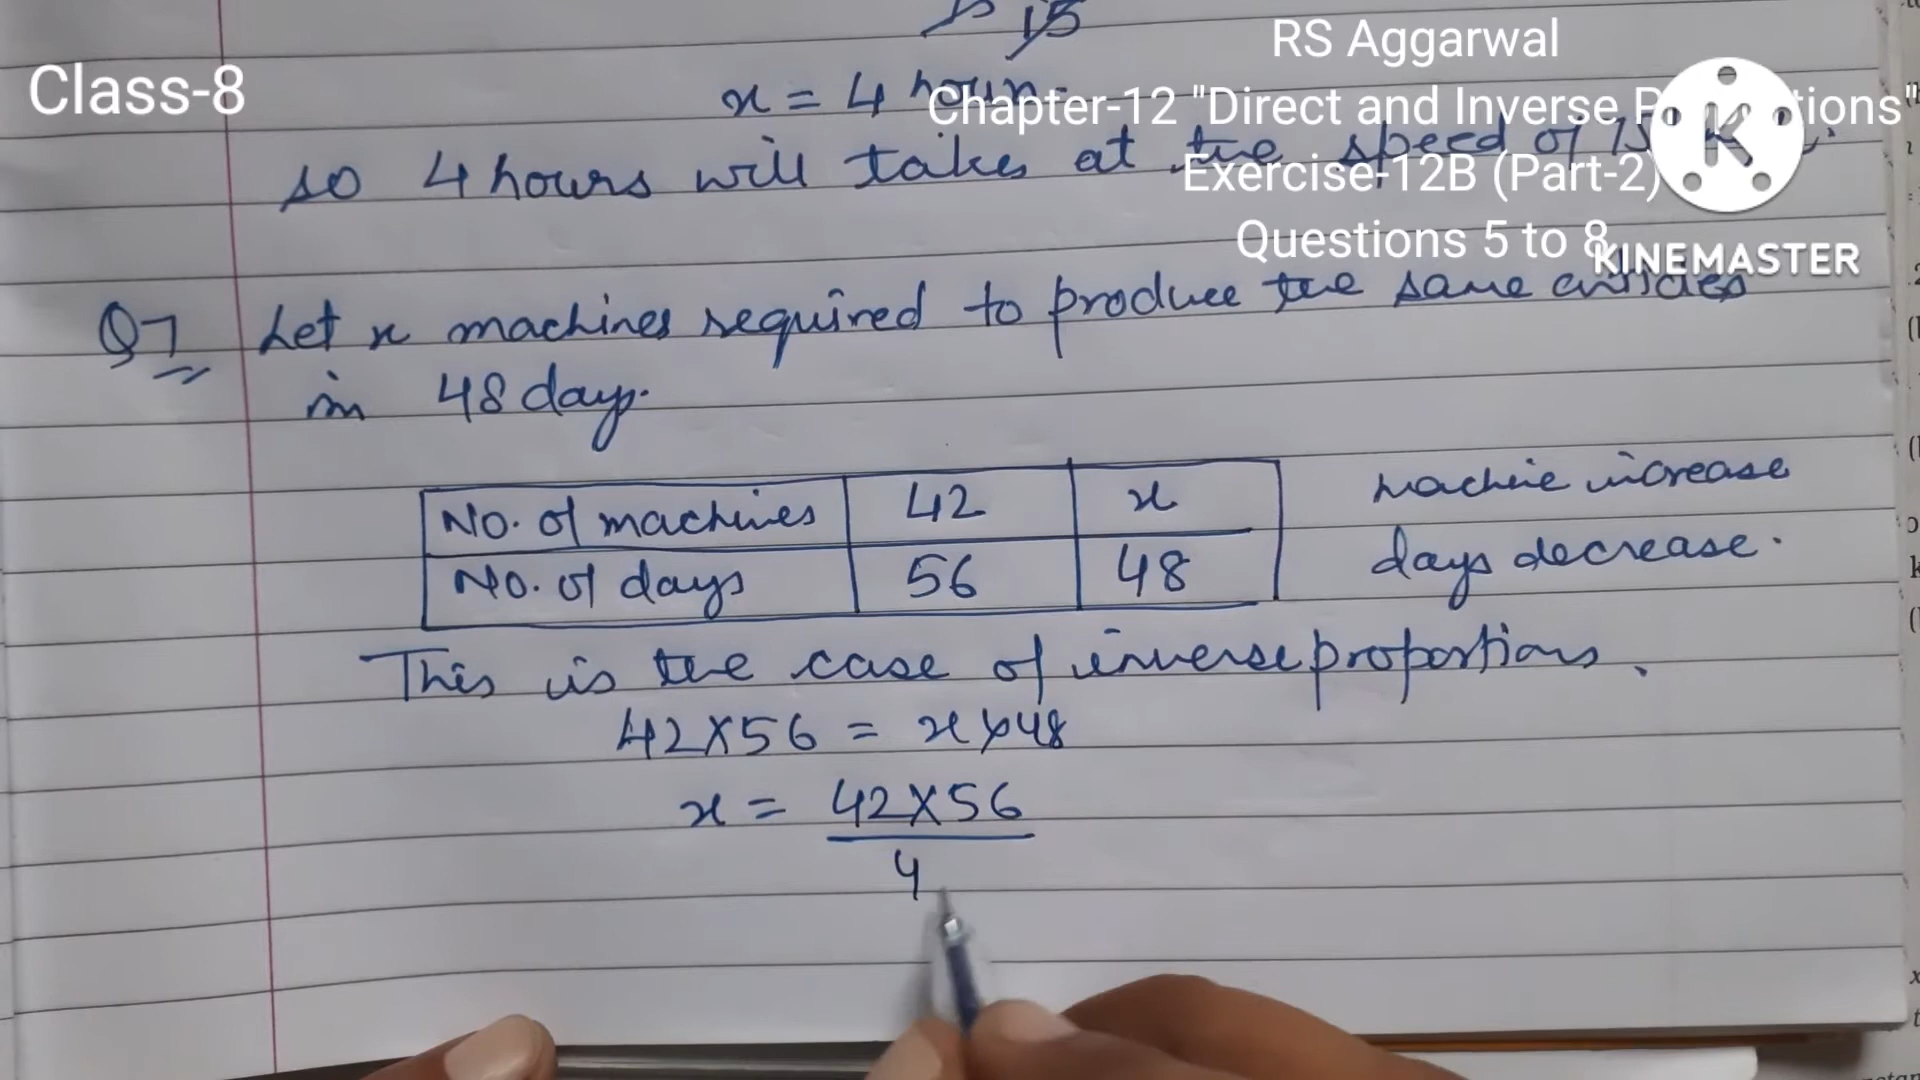 15
RS Aggarwal
Class-8
x = 4 hour.
Chapter-12 "Direct and Inverse P tions"
so 4 hours will takes at the speed of 15
Exercise-12B (Part-2)
Questions 5 to 8
KINEMASTER
Q7 Let x machines required to produce the same articles
in 48 days.
No. of machines 42 x
No. of days 56 48
Machine increase
days decrease.
This is the case of inverse proportions.
42×56 = x×48
x = 42×56
4